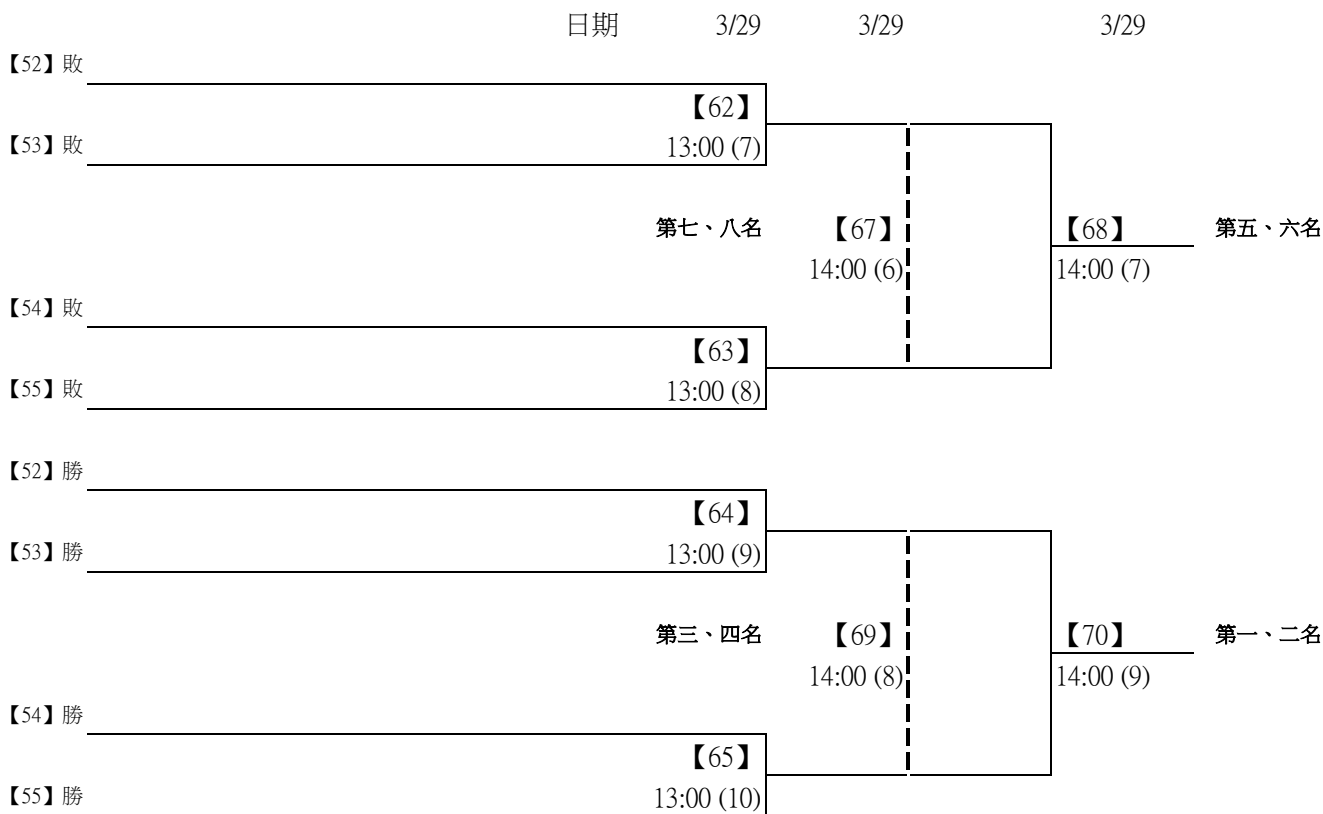 日期 3/29 3/29 3/29
【52】敗
【62】
【53】敗 13:00 (7)
第七、八名 【67】 【68】 第五、六名
14:00 (6) 14:00 (7)
【54】敗
【63】
【55】敗 13:00 (8)
【52】勝
【64】
【53】勝 13:00 (9)
第三、四名 【69】 【70】 第一、二名
14:00 (8) 14:00 (9)
【54】勝
【65】
【55】勝 13:00 (10)